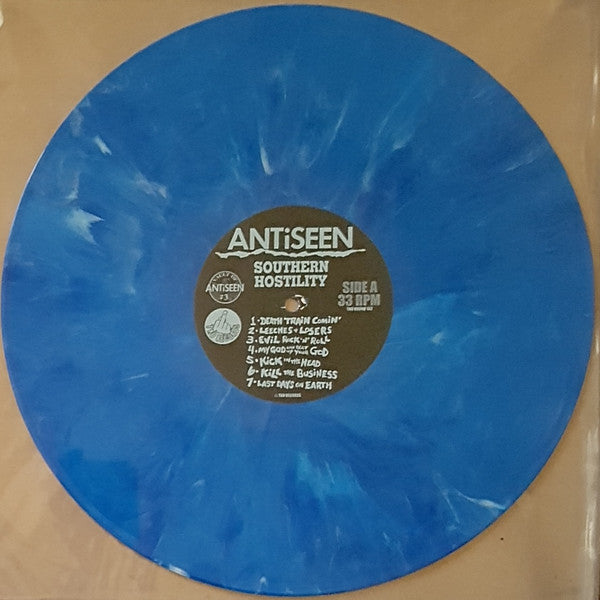 ANTiSEEN
SOUTHERN
HOSTILITY
ANTiSEEN
#3
SIDE A
33 RPM
1 - DEATH TRAIN COMIN'
2 - LEECHES + LOSERS
3 - EVIL ROCK 'N' ROLL
4 - MY GOD CAN BEAT UP YOUR GOD
5 - KICK IN THE HEAD
6 - KILL THE BUSINESS
7 - LAST DAYS ON EARTH